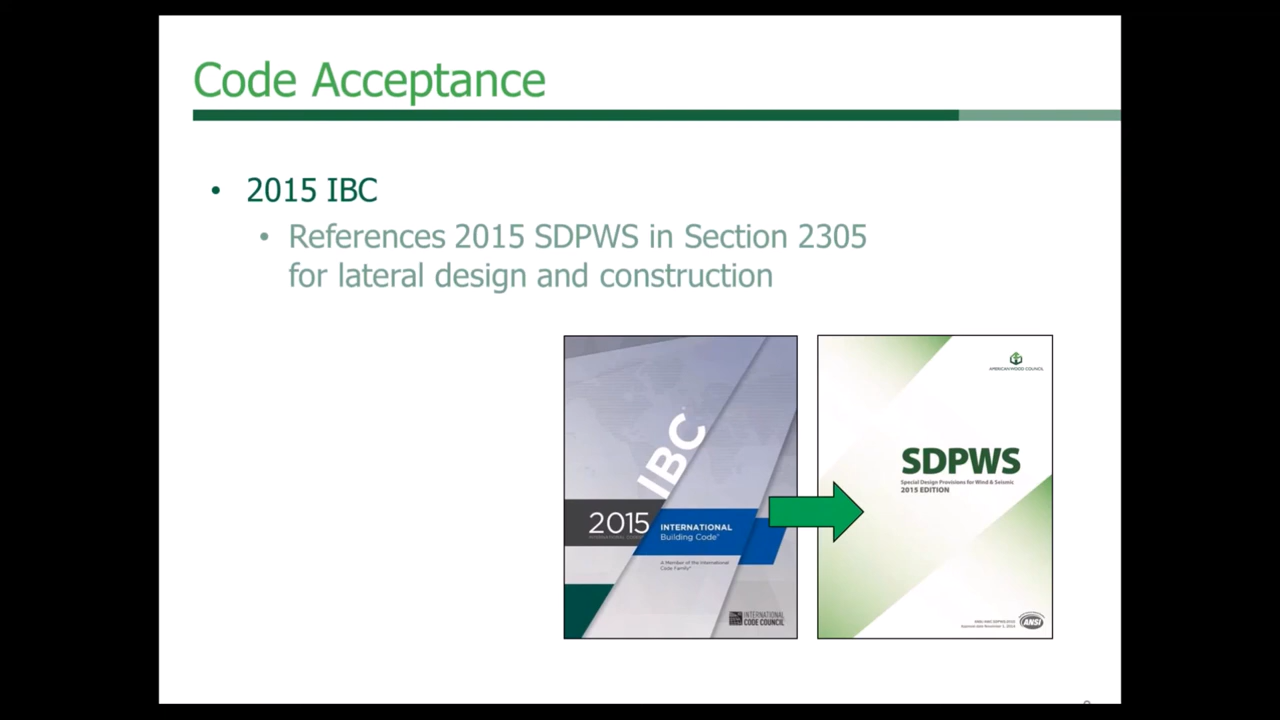 Code Acceptance
• 2015 IBC
• References 2015 SDPWS in Section 2305
for lateral design and construction
IBC
2015
INTERNATIONAL
Building Code
A Member of the International
Code Family
INTERNATIONAL
CODE COUNCIL
AMERICAN WOOD COUNCIL
SDPWS
Special Design Provisions for Wind & Seismic
2015 EDITION
ANSI